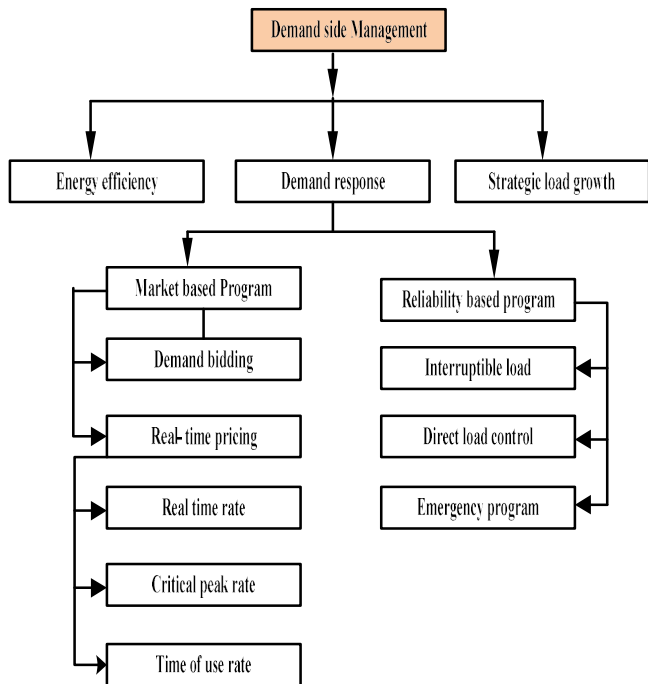 Demand side Management
Energy efficiency
Demand response
Strategic load growth
Market based Program
Demand bidding
Real-time pricing
Real time rate
Critical peak rate
Time of use rate
Reliability based program
Interruptible load
Direct load control
Emergency program